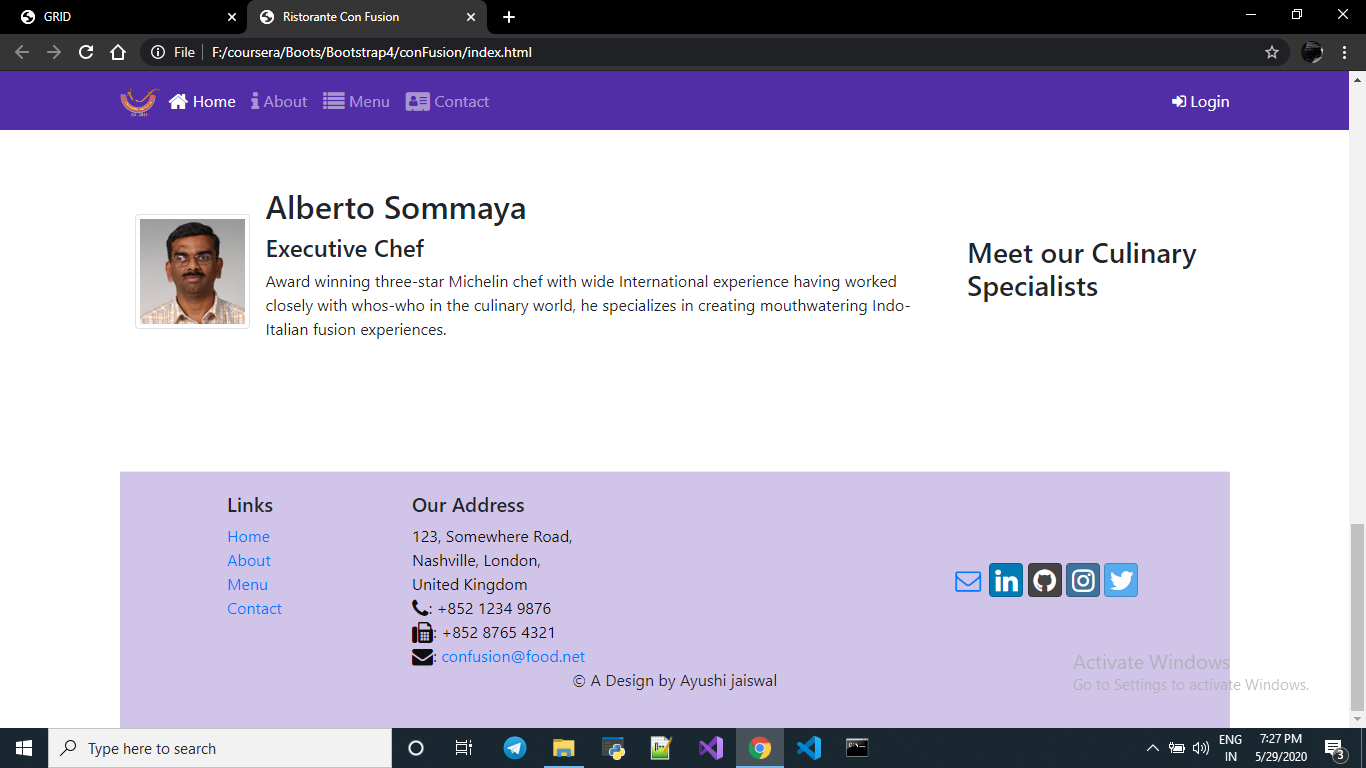 GRID
Ristorante Con Fusion
File
F:/coursera/Boots/Bootstrap4/conFusion/index.html
Home
About
Menu
Contact
Login
Alberto Sommaya
Executive Chef
Award winning three-star Michelin chef with wide International experience having worked
closely with whos-who in the culinary world, he specializes in creating mouthwatering Indo-
Italian fusion experiences.
Meet our Culinary
Specialists
Links
Home
About
Menu
Contact
Our Address
123, Somewhere Road,
Nashville, London,
United Kingdom
: +852 1234 9876
: +852 8765 4321
: confusion@food.net
© A Design by Ayushi jaiswal
Activate Windows
Go to Settings to activate Windows.
Type here to search
ENG
IN
7:27 PM
5/29/2020
3